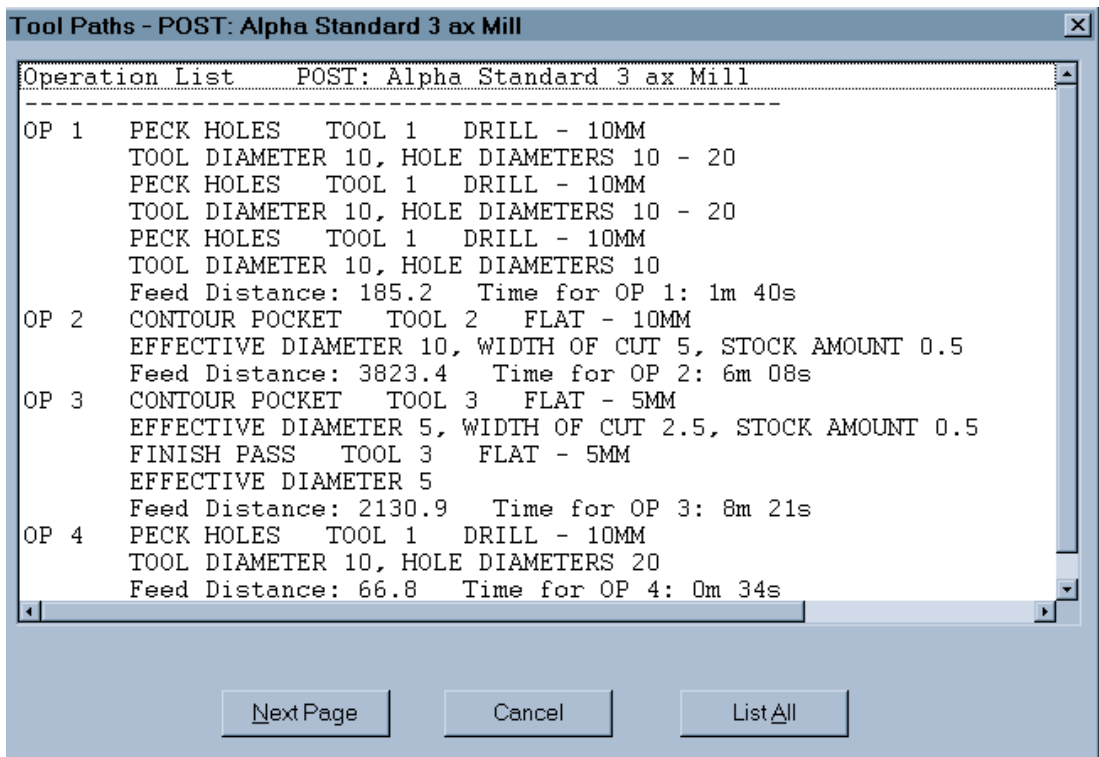 Tool Paths - POST: Alpha Standard 3 ax Mill
Operation List    POST: Alpha Standard 3 ax Mill
--------------------------------------------------
OP 1   PECK HOLES   TOOL 1   DRILL - 10MM
TOOL DIAMETER 10, HOLE DIAMETERS 10 - 20
PECK HOLES   TOOL 1   DRILL - 10MM
TOOL DIAMETER 10, HOLE DIAMETERS 10 - 20
PECK HOLES   TOOL 1   DRILL - 10MM
TOOL DIAMETER 10, HOLE DIAMETERS 10
Feed Distance: 185.2   Time for OP 1: 1m 40s
OP 2   CONTOUR POCKET   TOOL 2   FLAT - 10MM
EFFECTIVE DIAMETER 10, WIDTH OF CUT 5, STOCK AMOUNT 0.5
Feed Distance: 3823.4   Time for OP 2: 6m 08s
OP 3   CONTOUR POCKET   TOOL 3   FLAT - 5MM
EFFECTIVE DIAMETER 5, WIDTH OF CUT 2.5, STOCK AMOUNT 0.5
FINISH PASS   TOOL 3   FLAT - 5MM
EFFECTIVE DIAMETER 5
Feed Distance: 2130.9   Time for OP 3: 8m 21s
OP 4   PECK HOLES   TOOL 1   DRILL - 10MM
TOOL DIAMETER 10, HOLE DIAMETERS 20
Feed Distance: 66.8   Time for OP 4: 0m 34s
Next Page   Cancel   List All